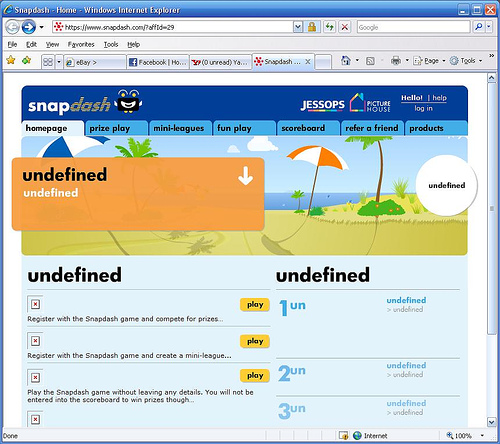 Snapdash - Home - Windows Internet Explorer
https://www.snapdash.com/?affId=29
Google
File Edit View Favorites Tools Help
eBay >
Facebook | Ho...
(0 unread) Ya...
Snapdash ...
Page
Tools
snapdash
JESSOPS
PICTURE HOUSE
Hello! | help
log in
homepage
prize play
mini-leagues
fun play
scoreboard
refer a friend
products
undefined
undefined
undefined
undefined
undefined
play
Register with the Snapdash game and compete for prizes...
play
Register with the Snapdash game and create a mini-league...
play
Play the Snapdash game without leaving any details. You will not be
entered into the scoreboard to win prizes though...
1un
undefined
> undefined
2un
undefined
> undefined
3un
undefined
> undefined
Done
Internet
100%